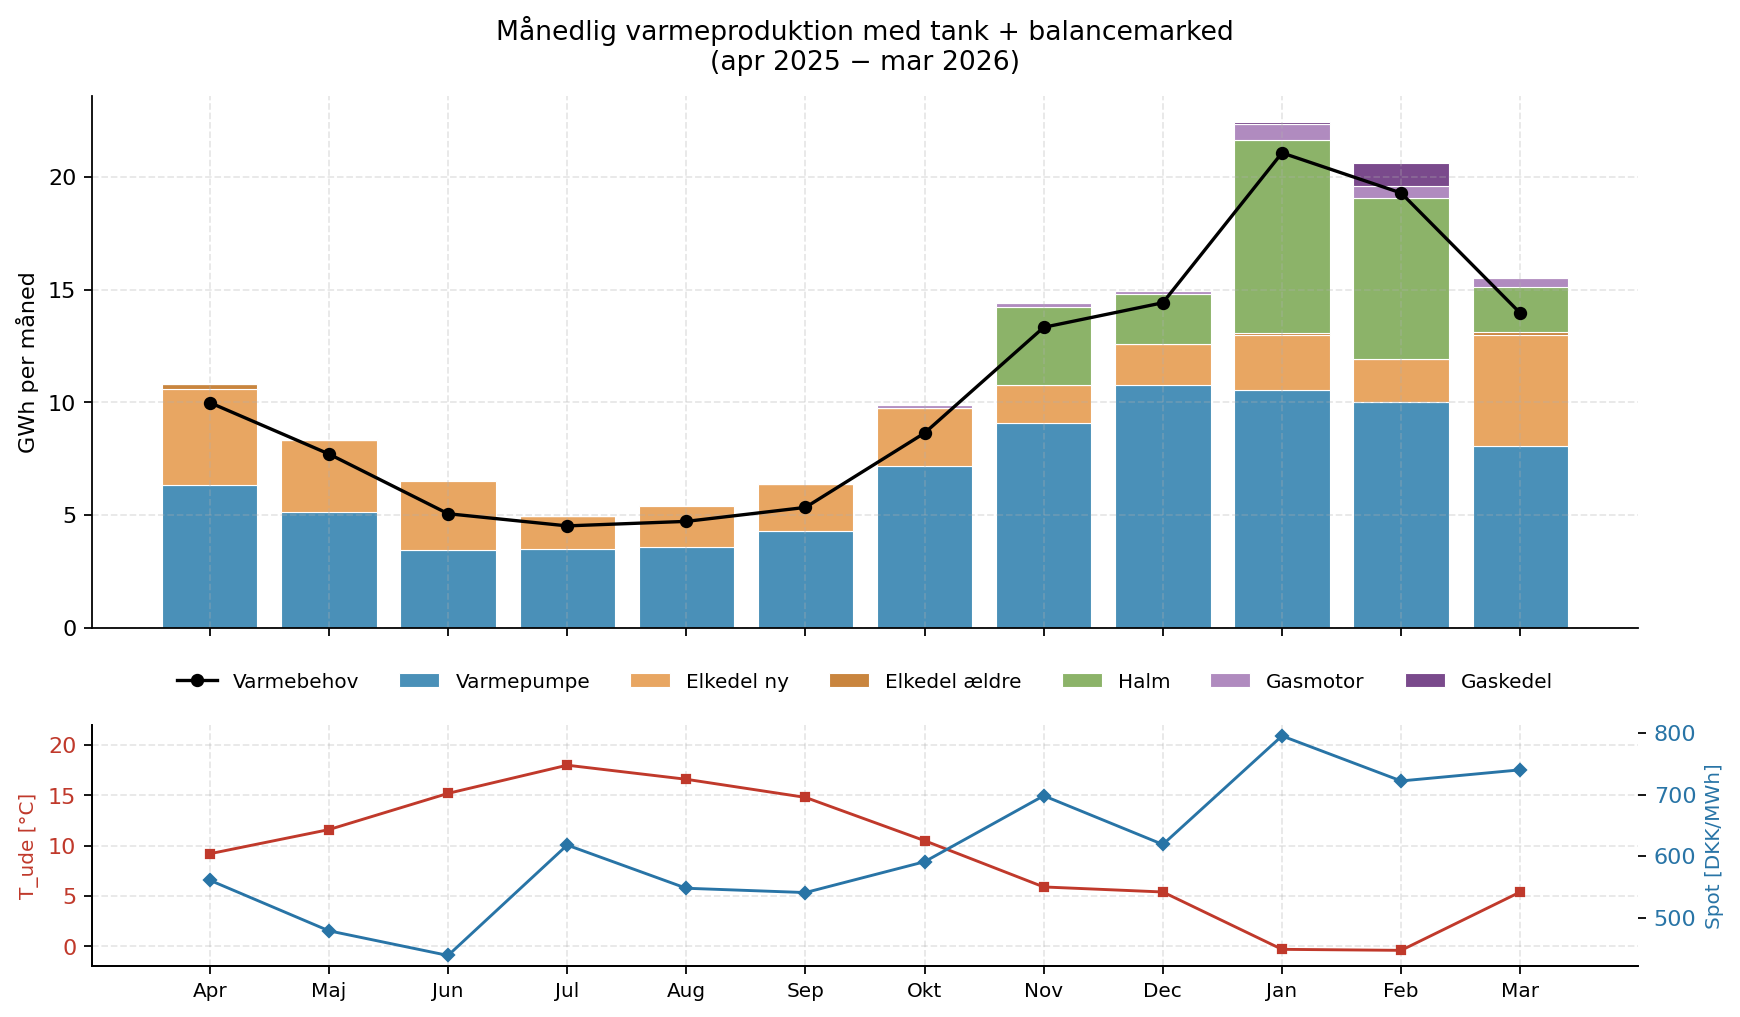 Månedlig varmeproduktion med tank + balancemarked
(apr 2025 − mar 2026)
GWh per måned
20
15
10
5
0
Varmebehov Varmepumpe Elkedel ny Elkedel ældre Halm Gasmotor Gaskedel
T_ude [°C]
20
15
10
5
0
800
700
600
500
Spot [DKK/MWh]
Apr Maj Jun Jul Aug Sep Okt Nov Dec Jan Feb Mar